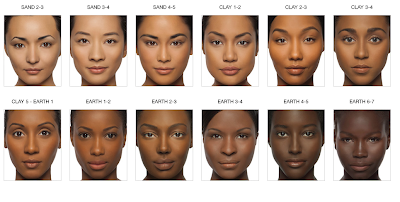 SAND 2-3
SAND 3-4
SAND 4-5
CLAY 1-2
CLAY 2-3
CLAY 3-4
CLAY 5 - EARTH 1
EARTH 1-2
EARTH 2-3
EARTH 3-4
EARTH 4-5
EARTH 6-7